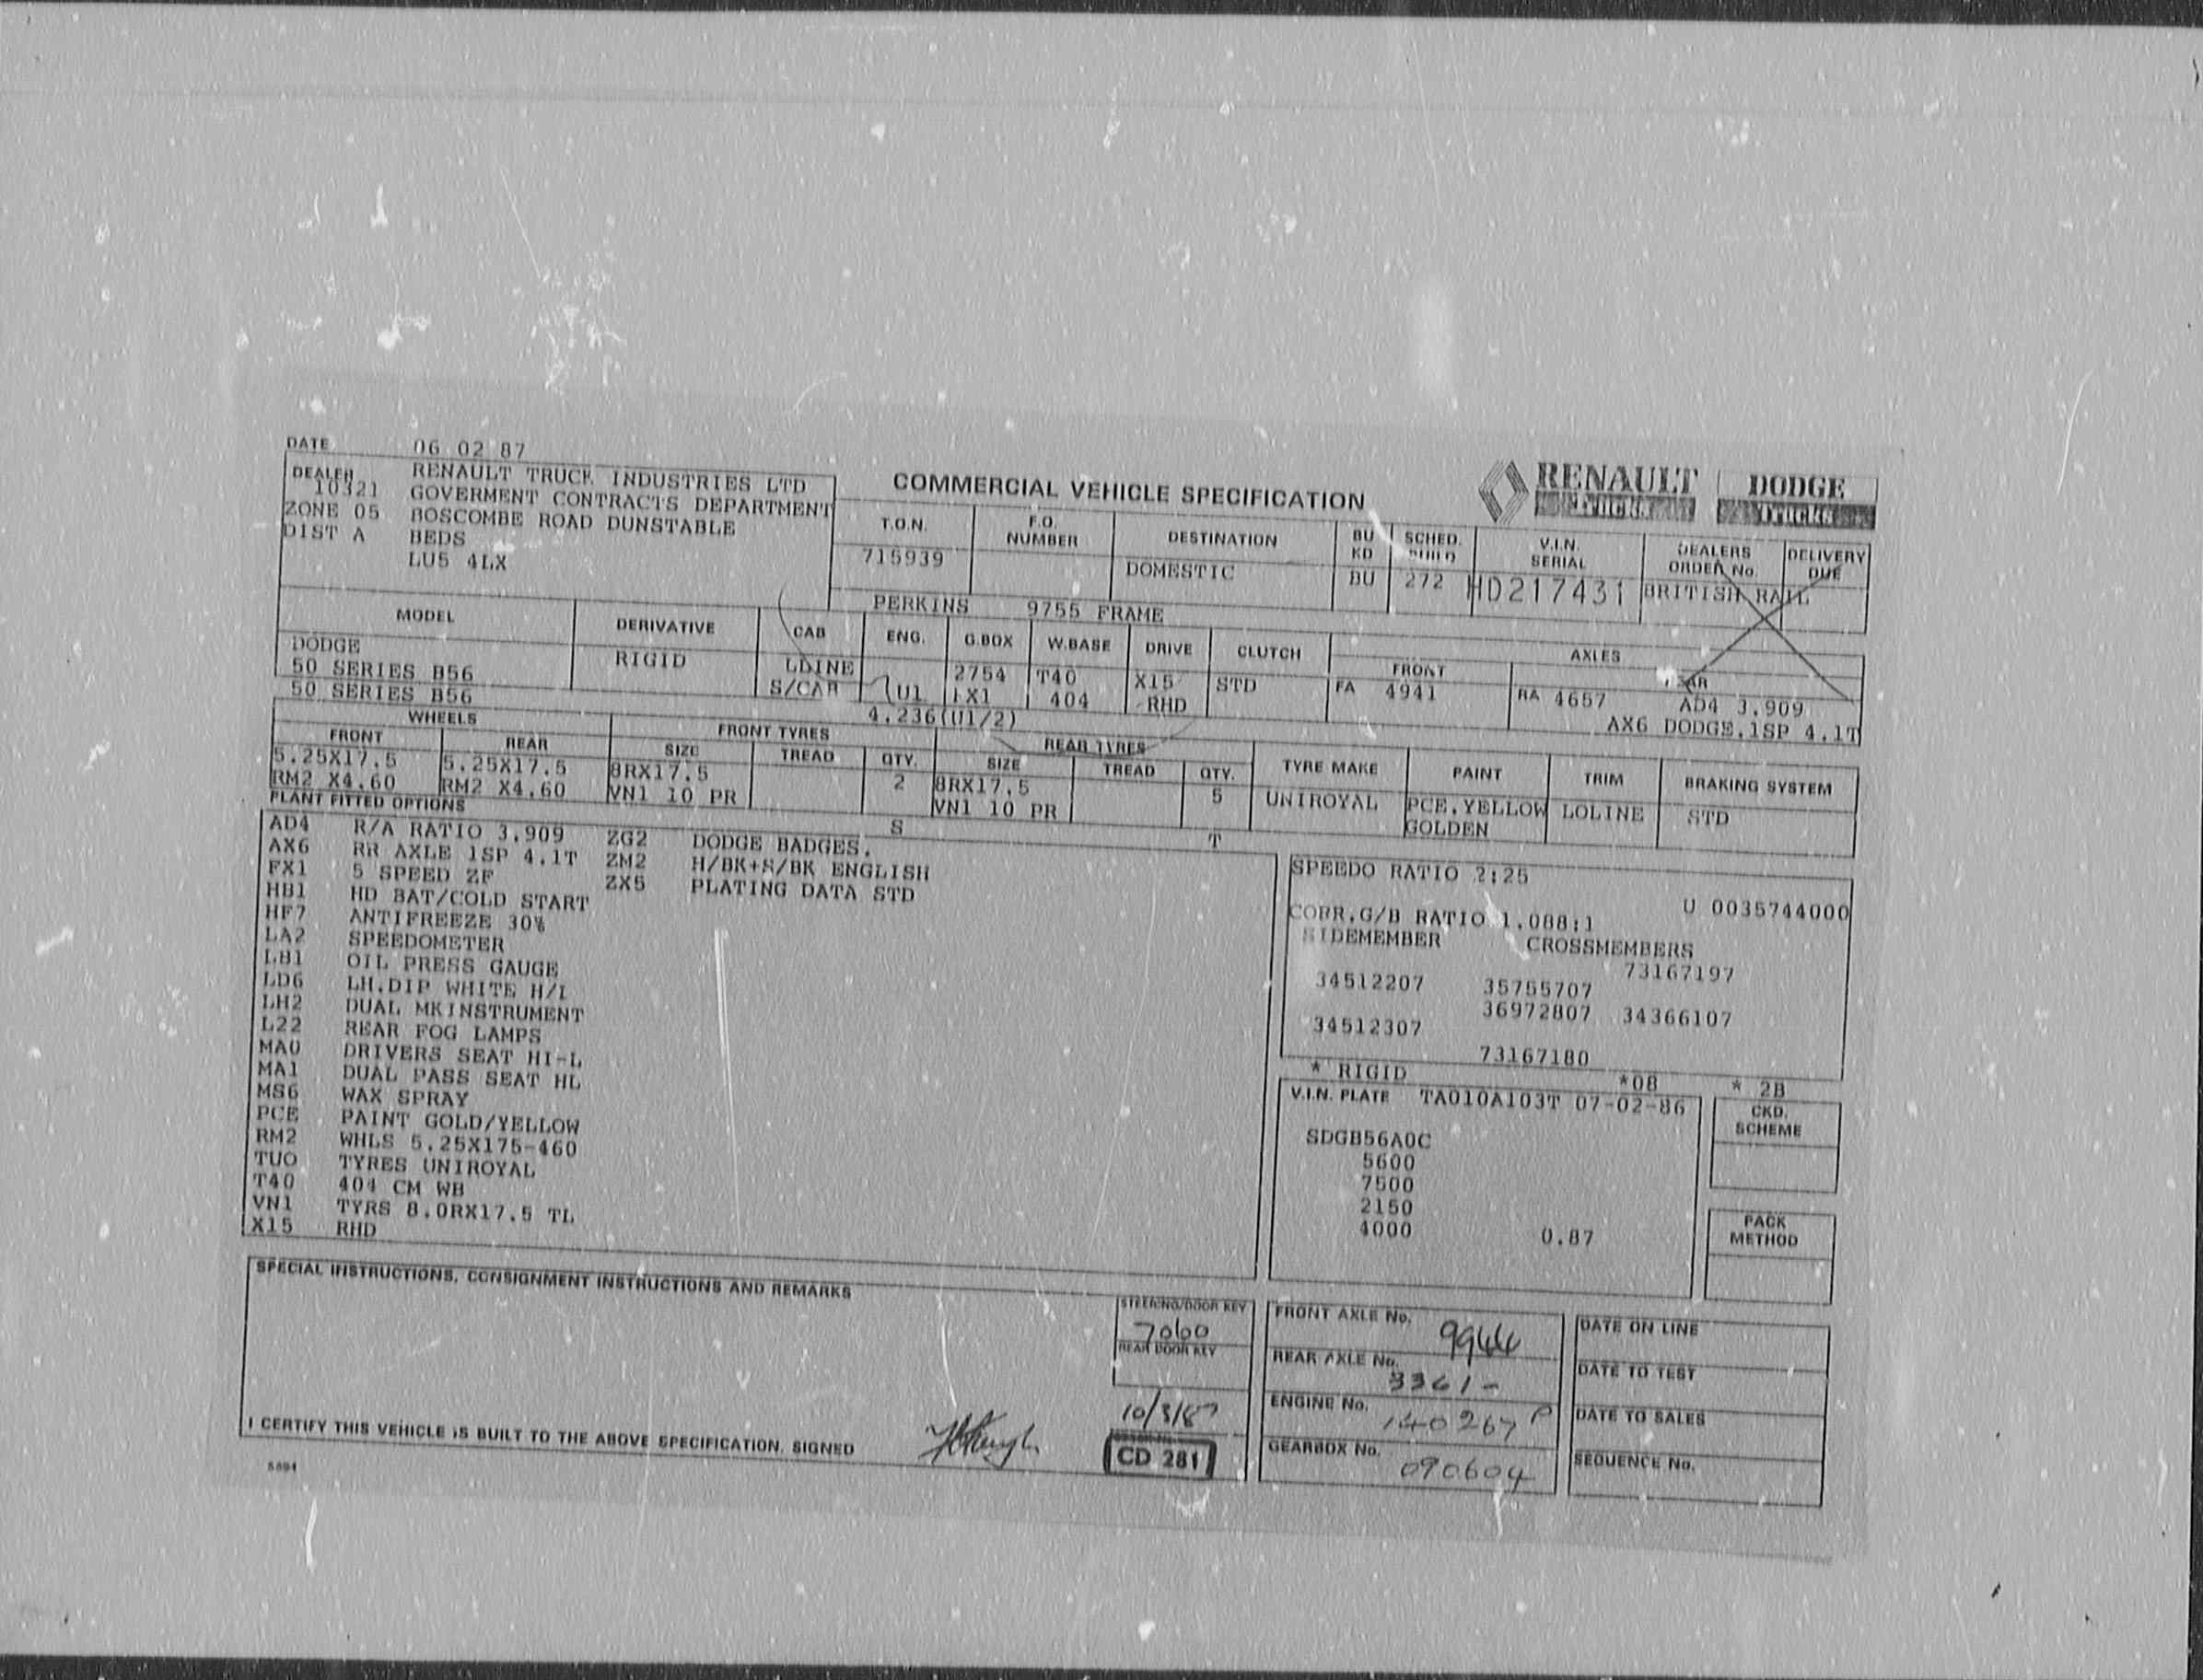 DATE 06 02 87
DEALER 10321 RENAULT TRUCK INDUSTRIES LTD
GOVERMENT CONTRACTS DEPARTMENT
ZONE 05 BOSCOMBE ROAD DUNSTABLE
DIST A BEDS
LU5 4LX
COMMERCIAL VEHICLE SPECIFICATION
RENAULT TRUCKS
DODGE TRUCKS
T.O.N. F.O. NUMBER DESTINATION BU KD SCHED. BUILD V.I.N. SERIAL DEALERS ORDER No. DELIVERY DUE
715939 DOMESTIC BU 272 HD217431 BRITISH RAIL
PERKINS 9755 FRAME
MODEL DERIVATIVE CAB ENG. G.BOX W.BASE DRIVE CLUTCH AXLES
FRONT REAR
DODGE
50 SERIES B56 RIGID LDINE 2754 T40 X15 STD FA 4941 RA 4657 AD4 3.909
50 SERIES B56 S/CAB U1 FX1 404 RHD
4.236(U1/2) AX6 DODGE.1SP 4.1T
WHEELS FRONT TYRES REAR TYRES
FRONT REAR SIZE TREAD QTY. SIZE TREAD QTY. TYRE MAKE PAINT TRIM BRAKING SYSTEM
5.25X17.5 5.25X17.5 8RX17.5 2 8RX17.5 5 UNIROYAL PCE.YELLOW LOLINE STD
RM2 X4.60 RM2 X4.60 VN1 10 PR VN1 10 PR GOLDEN
PLANT FITTED OPTIONS S T
AD4 R/A RATIO 3.909 ZG2 DODGE BADGES.
AX6 RR AXLE 1SP 4.1T ZM2 H/BK+S/BK ENGLISH
FX1 5 SPEED ZF ZX5 PLATING DATA STD
HB1 HD BAT/COLD START
HF7 ANTIFREEZE 30%
LA2 SPEEDOMETER
LB1 OIL PRESS GAUGE
LD6 LH.DIP WHITE H/L
LH2 DUAL MKINSTRUMENT
L22 REAR FOG LAMPS
MA0 DRIVERS SEAT HI-L
MA1 DUAL PASS SEAT HL
MS6 WAX SPRAY
PCE PAINT GOLD/YELLOW
RM2 WHLS 5.25X175-460
TUO TYRES UNIROYAL
T40 404 CM WB
VN1 TYRS 8.0RX17.5 TL
X15 RHD
SPEEDO RATIO 2:25
U 0035744000
CORR.G/B RATIO 1.088:1
SIDEMEMBER CROSSMEMBERS
73167197
34512207 35755707
36972807 34366107
34512307
73167180
* RIGID *08 * 2B
V.I.N. PLATE TA010A103T 07-02-86
SDGB56A0C
5600
7500
2150
4000 0.87
CKD. SCHEME
PACK METHOD
SPECIAL INSTRUCTIONS, CONSIGNMENT INSTRUCTIONS AND REMARKS
STEERING/DOOR KEY
7060
REAR DOOR KEY
10/3/87
CD 281
I CERTIFY THIS VEHICLE IS BUILT TO THE ABOVE SPECIFICATION. SIGNED
FRONT AXLE No. 9944
REAR AXLE No. 3361-
ENGINE No. 140267 P
GEARBOX No. 090604
DATE ON LINE
DATE TO TEST
DATE TO SALES
SEQUENCE No.